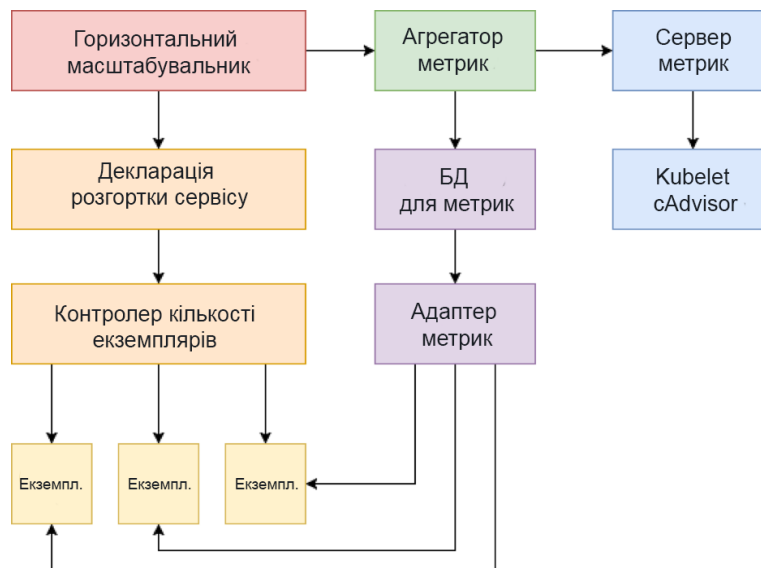 Горизонтальний
масштабувальник
Агрегатор
метрик
Сервер
метрик
Декларація
розгортки сервісу
БД
для метрик
Kubelet
cAdvisor
Контролер кількості
екземплярів
Адаптер
метрик
Екземпл.
Екземпл.
Екземпл.